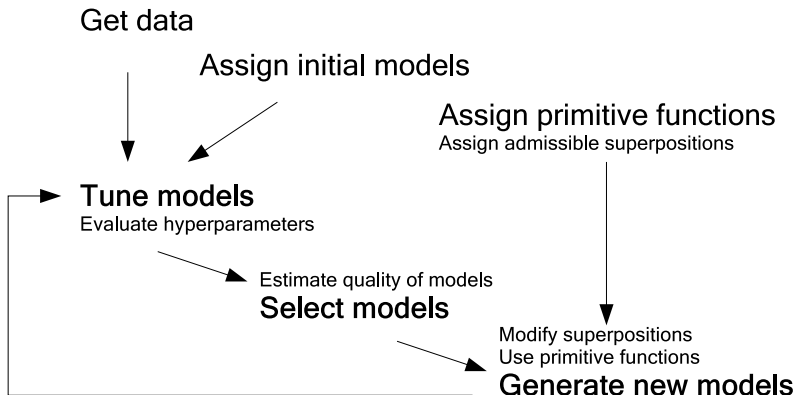 Get data
Assign initial models
Assign primitive functions
Assign admissible superpositions
Tune models
Evaluate hyperparameters
Estimate quality of models
Select models
Modify superpositions
Use primitive functions
Generate new models